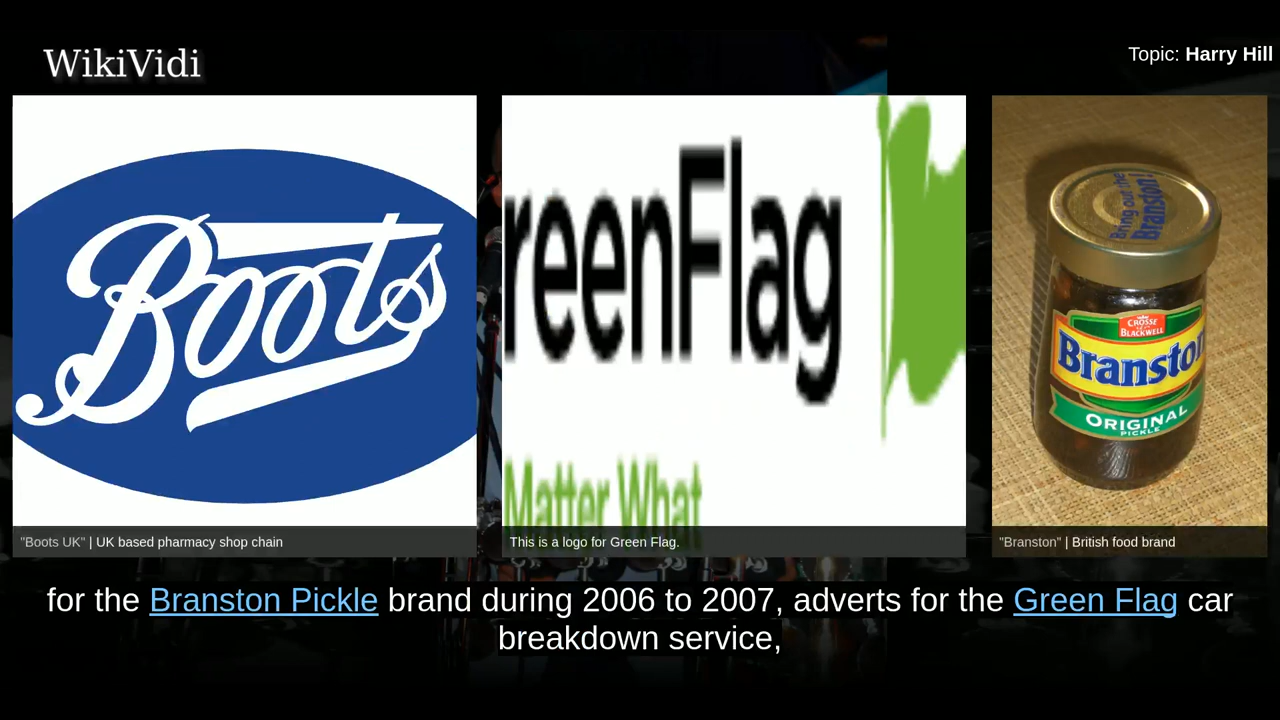 WikiVidi
Topic: Harry Hill
Boots
reenFlag
Matter What
Bring out the
Branston!
CROSSE
BLACKWELL
Branston
ORIGINAL
PICKLE
"Boots UK" | UK based pharmacy shop chain
This is a logo for Green Flag.
"Branston" | British food brand
for the Branston Pickle brand during 2006 to 2007, adverts for the Green Flag car
breakdown service,